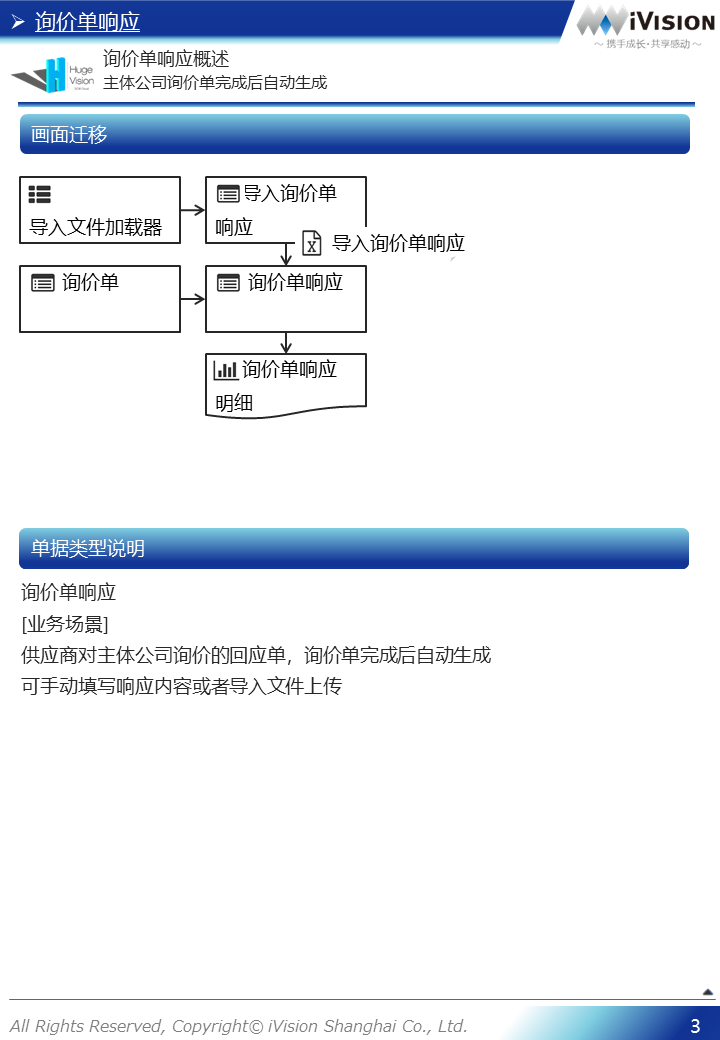 询价单响应
iVISION
～ 携手成长·共享感动 ～
Huge
Vision
询价单响应概述
主体公司询价单完成后自动生成
画面迁移
导入文件加载器
导入询价单
响应
导入询价单响应
询价单
询价单响应
询价单响应
明细
单据类型说明
询价单响应
[业务场景]
供应商对主体公司询价的回应单，询价单完成后自动生成
可手动填写响应内容或者导入文件上传
All Rights Reserved, Copyright© iVision Shanghai Co., Ltd.
3